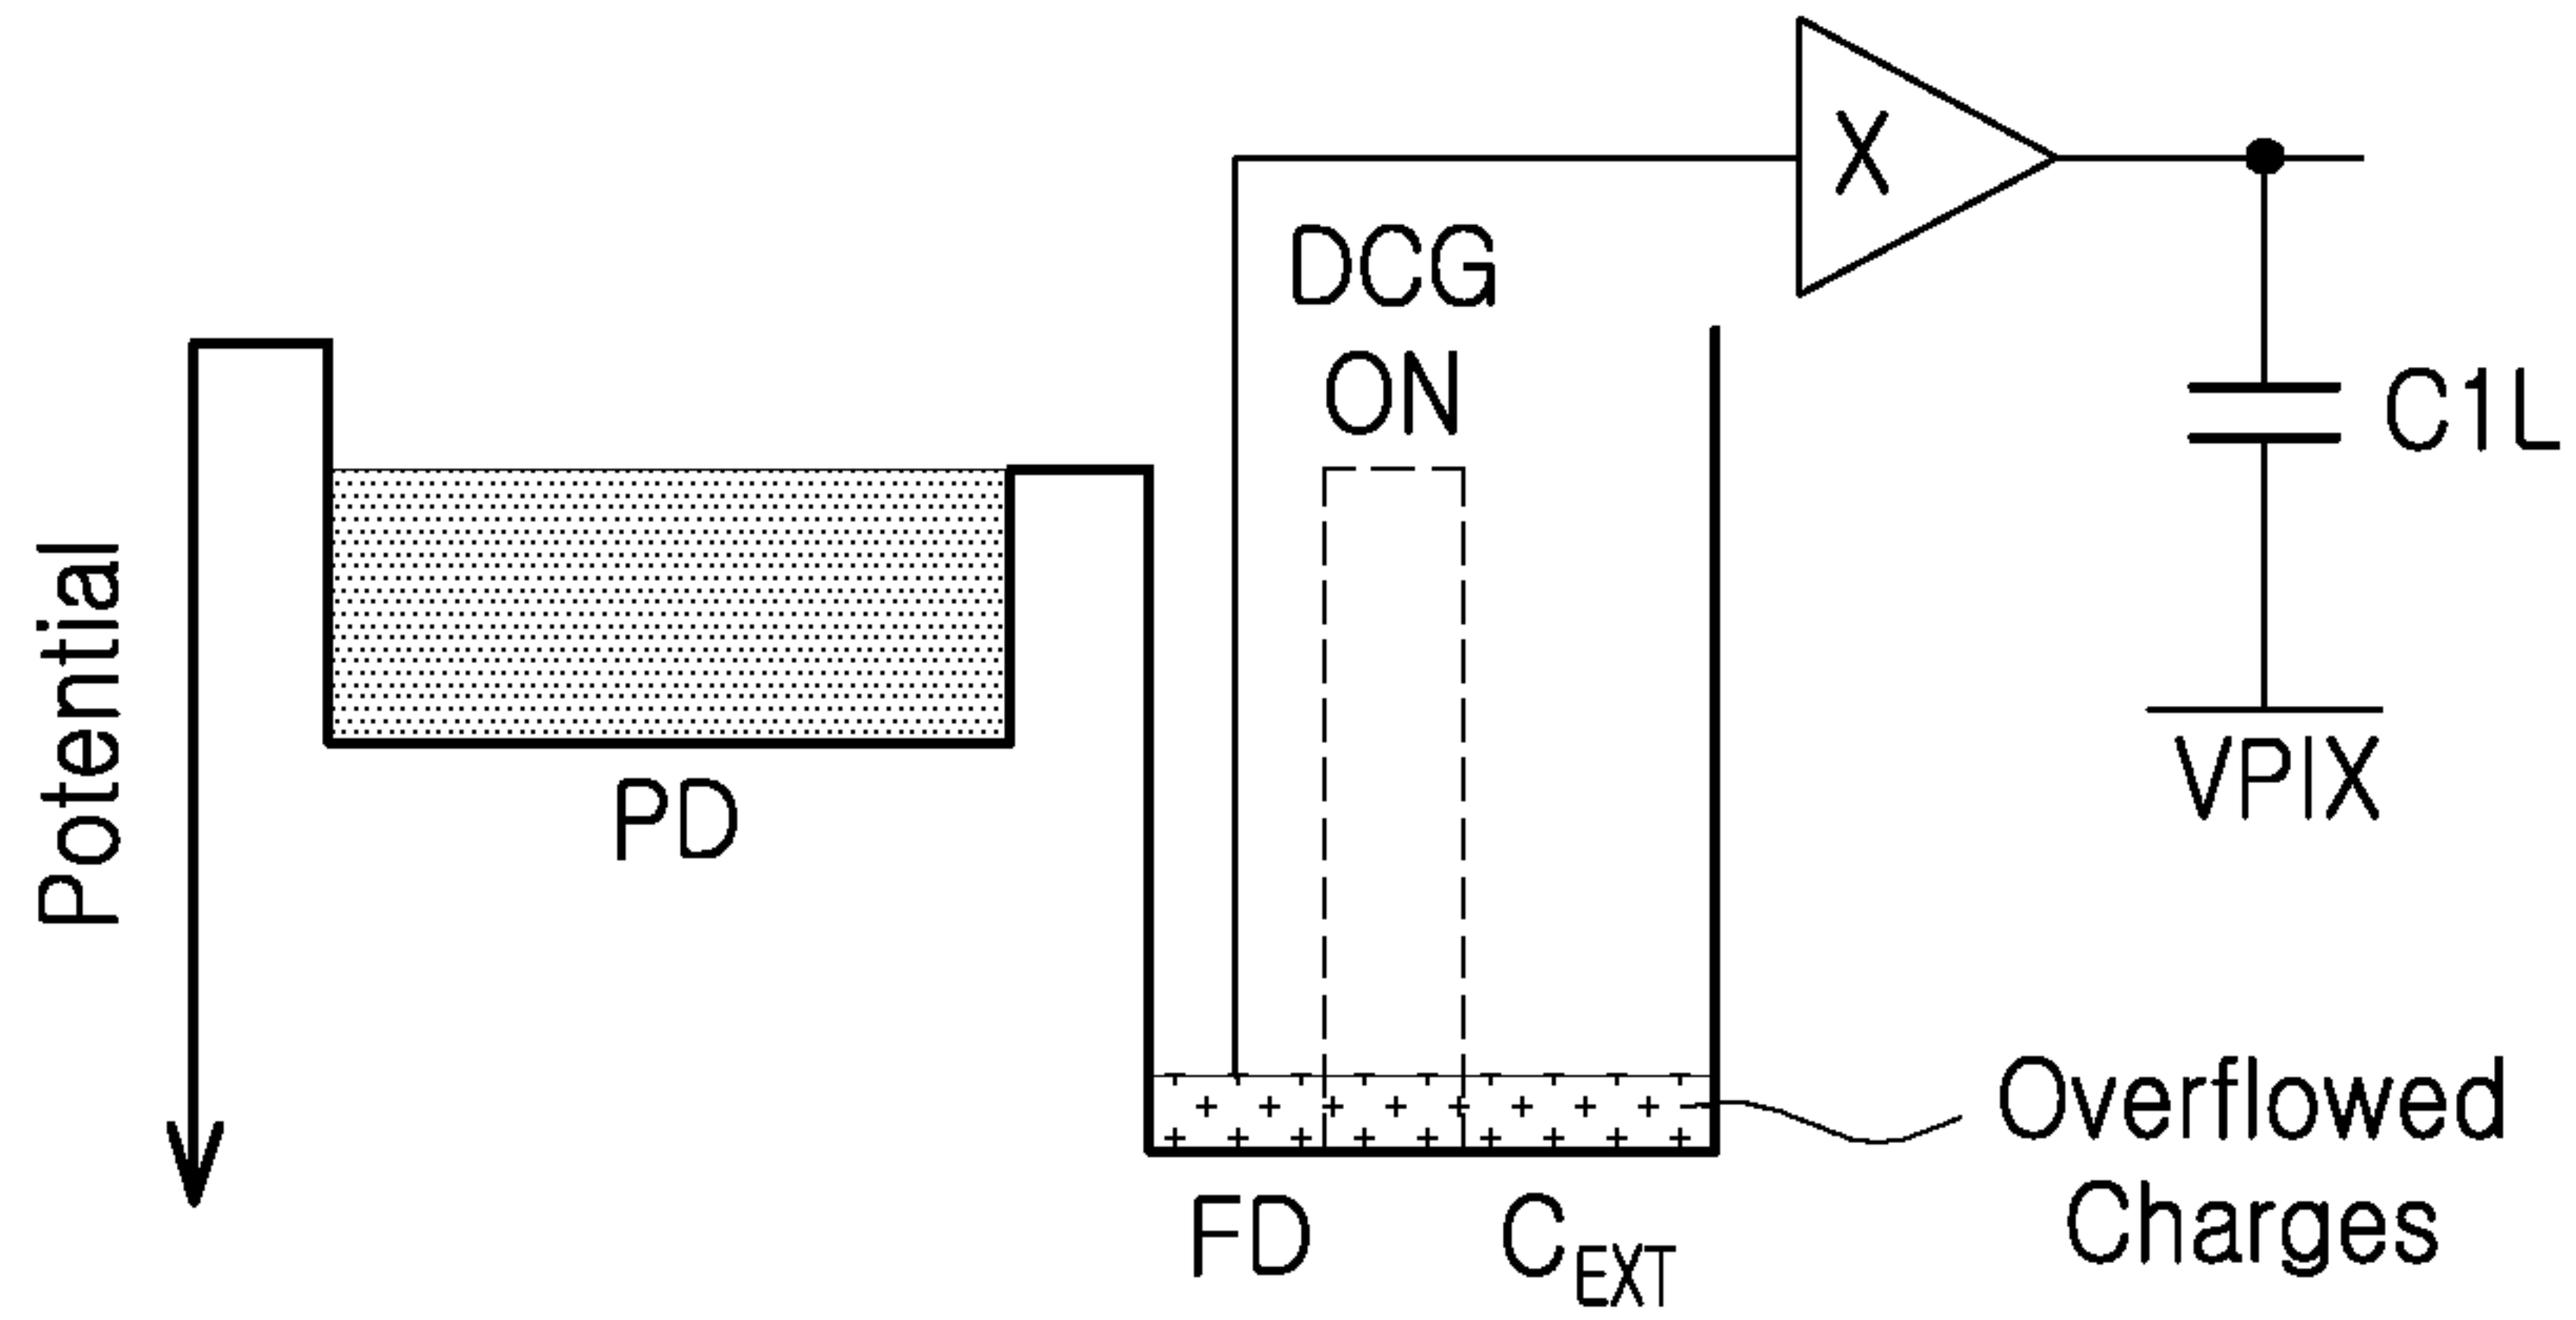 X
DCG
ON
C1L
VPIX
Potential
PD
FD
CEXT
Overflowed
Charges